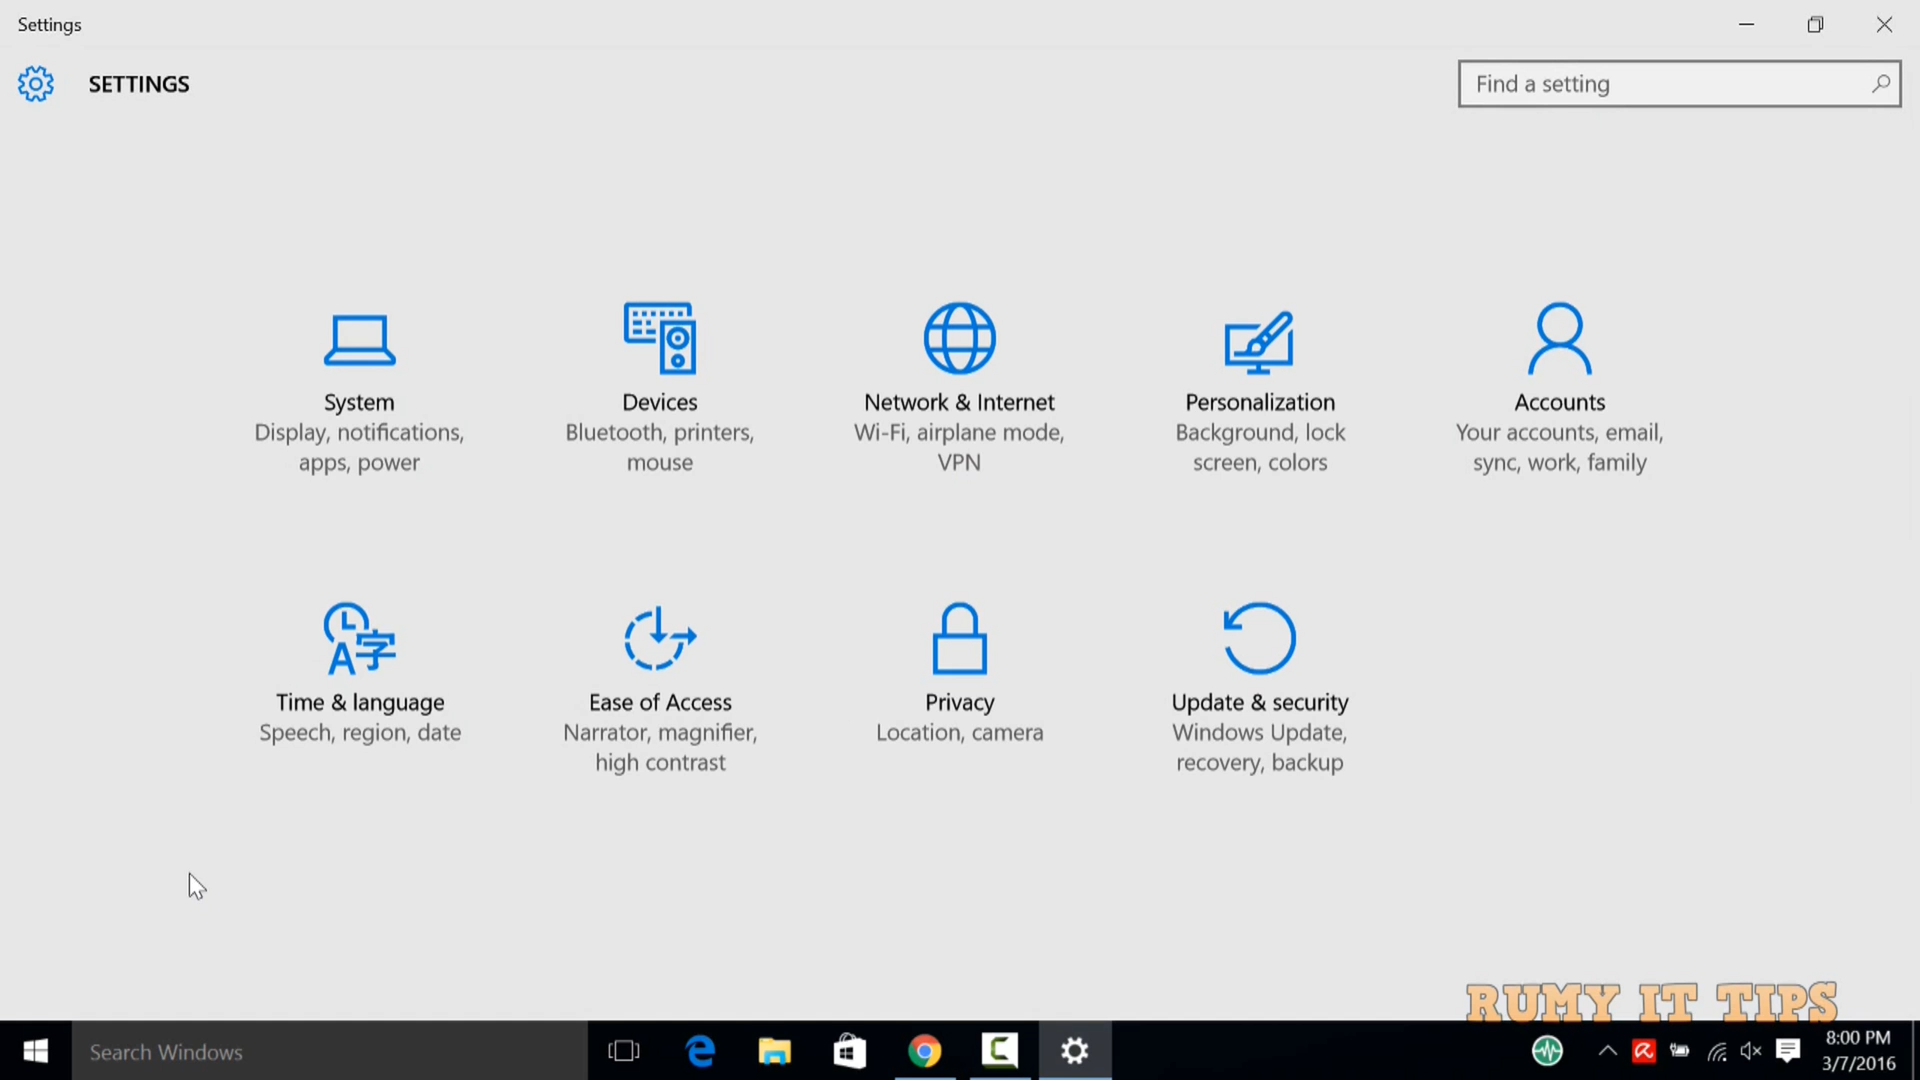 Settings
SETTINGS
Find a setting
System
Display, notifications,
apps, power
Devices
Bluetooth, printers,
mouse
Network & Internet
Wi-Fi, airplane mode,
VPN
Personalization
Background, lock
screen, colors
Accounts
Your accounts, email,
sync, work, family
Time & language
Speech, region, date
Ease of Access
Narrator, magnifier,
high contrast
Privacy
Location, camera
Update & security
Windows Update,
recovery, backup
RUMY IT TIPS
Search Windows
8:00 PM
3/7/2016